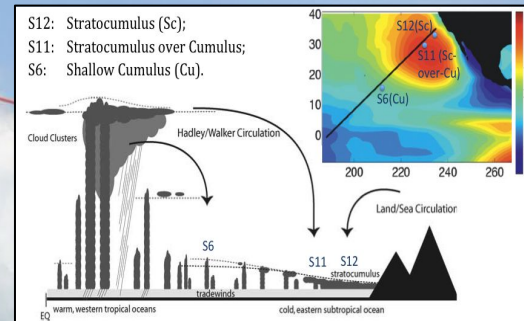 S12: Stratocumulus (Sc);
S11: Stratocumulus over Cumulus;
S6: Shallow Cumulus (Cu).
40
30
20
10
0
S12(Sc)
S11(Sc-
over-Cu)
S6(Cu)
200
220
240
260
Cloud Clusters
Hadley/Walker Circulation
Land/Sea Circulation
S6
S11
S12
stratocumulus
tradewinds
EQ
warm, western tropical oceans
cold, eastern subtropical ocean